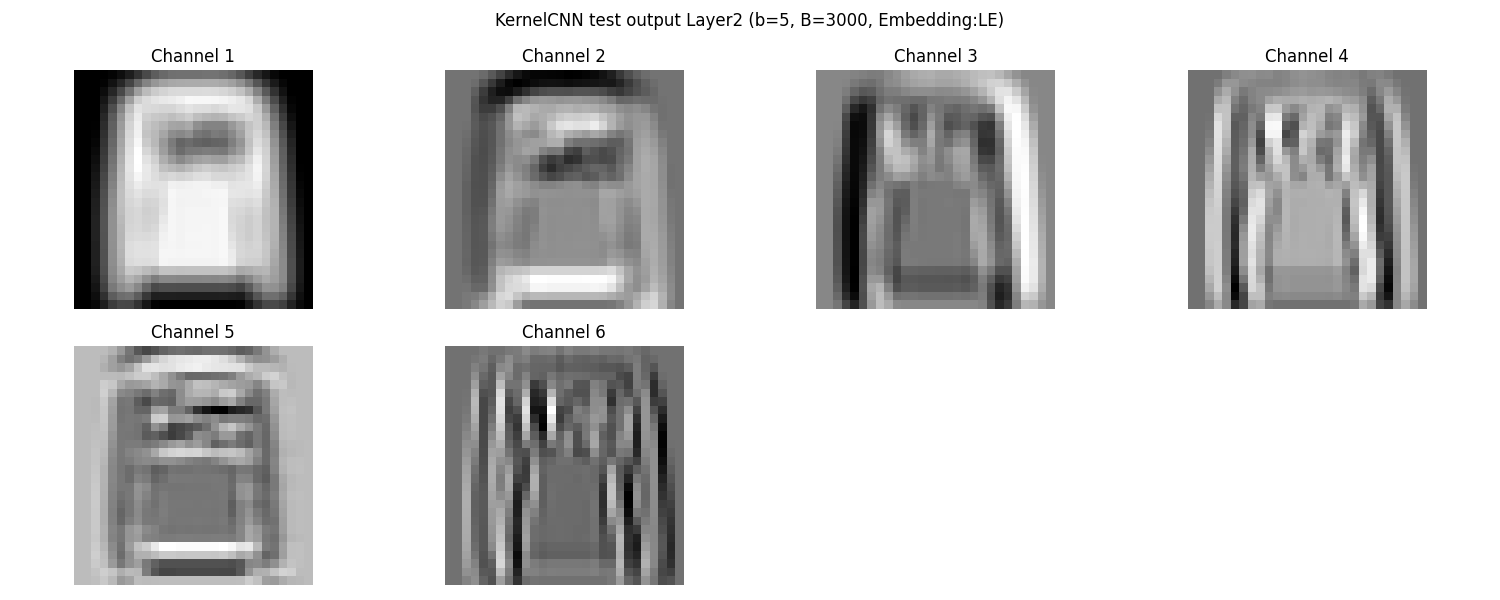 KernelCNN test output Layer2 (b=5, B=3000, Embedding:LE)
Channel 1
Channel 2
Channel 3
Channel 4
Channel 5
Channel 6